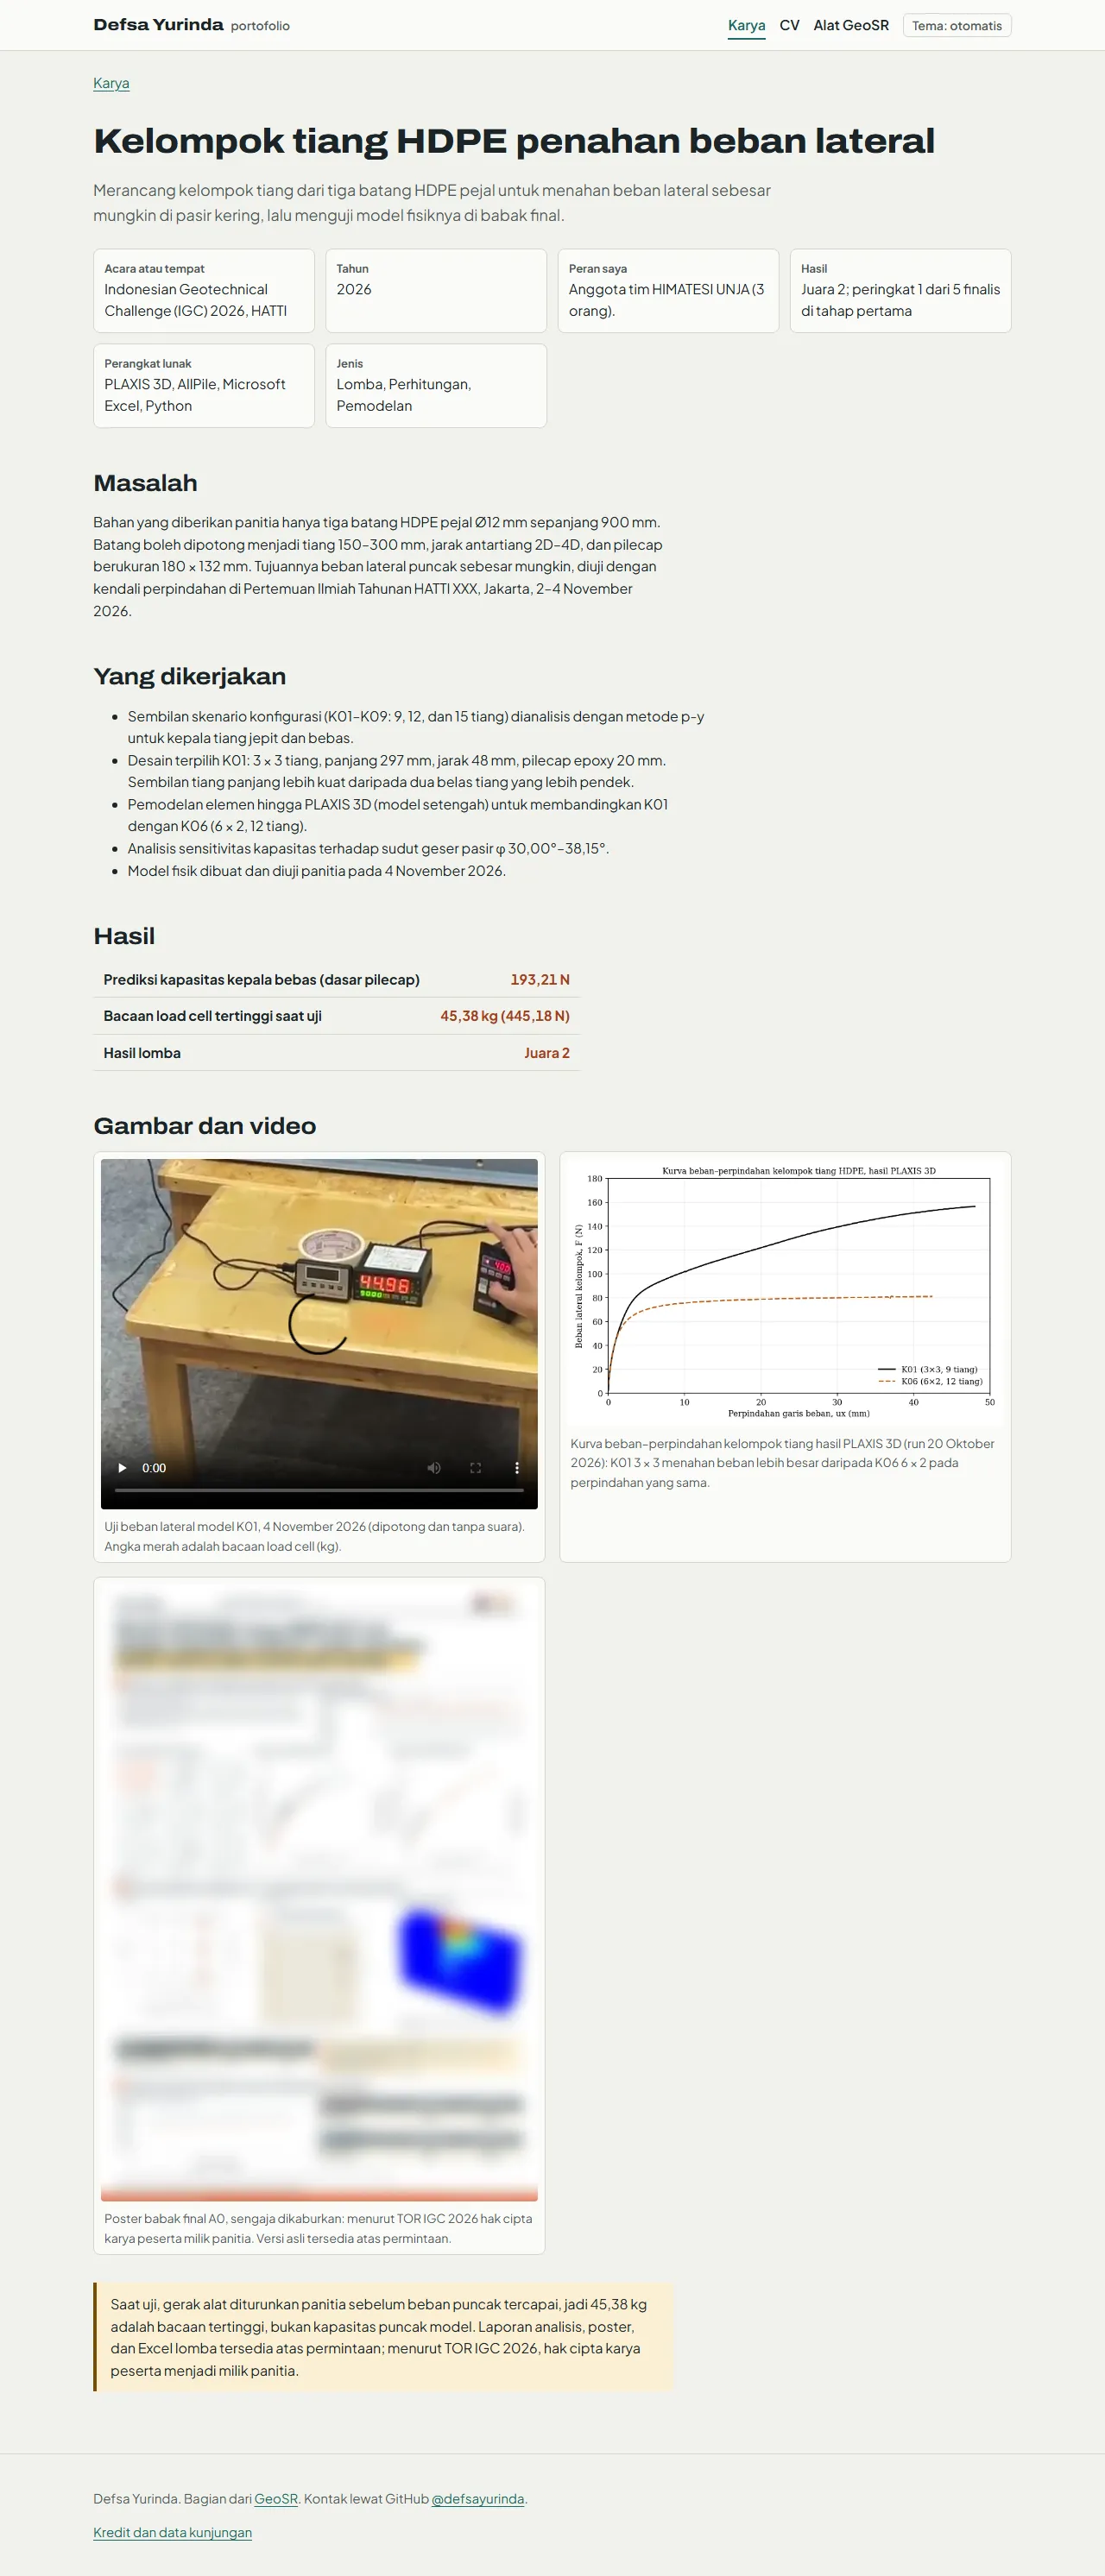 Defsa Yurinda portofolio
Karya CV Alat GeoSR Tema: otomatis
Karya
Kelompok tiang HDPE penahan beban lateral
Merancang kelompok tiang dari tiga batang HDPE pejal untuk menahan beban lateral sebesar
mungkin di pasir kering, lalu menguji model fisiknya di babak final.
Acara atau tempat
Indonesian Geotechnical
Challenge (IGC) 2026, HATTI
Tahun
2026
Peran saya
Anggota tim HIMATESI UNJA (3
orang).
Hasil
Juara 2; peringkat 1 dari 5 finalis
di tahap pertama
Perangkat lunak
PLAXIS 3D, AllPile, Microsoft
Excel, Python
Jenis
Lomba, Perhitungan,
Pemodelan
Masalah
Bahan yang diberikan panitia hanya tiga batang HDPE pejal Ø12 mm sepanjang 900 mm.
Batang boleh dipotong menjadi tiang 150–300 mm, jarak antartiang 2D–4D, dan pilecap
berukuran 180 × 132 mm. Tujuannya beban lateral puncak sebesar mungkin, diuji dengan
kendali perpindahan di Pertemuan Ilmiah Tahunan HATTI XXX, Jakarta, 2–4 November
2026.
Yang dikerjakan
• Sembilan skenario konfigurasi (K01–K09: 9, 12, dan 15 tiang) dianalisis dengan metode p-y
untuk kepala tiang jepit dan bebas.
• Desain terpilih K01: 3 × 3 tiang, panjang 297 mm, jarak 48 mm, pilecap epoxy 20 mm.
Sembilan tiang panjang lebih kuat daripada dua belas tiang yang lebih pendek.
• Pemodelan elemen hingga PLAXIS 3D (model setengah) untuk membandingkan K01
dengan K06 (6 × 2, 12 tiang).
• Analisis sensitivitas kapasitas terhadap sudut geser pasir φ 30,00°–38,15°.
• Model fisik dibuat dan diuji panitia pada 4 November 2026.
Hasil
Prediksi kapasitas kepala bebas (dasar pilecap) 193,21 N
Bacaan load cell tertinggi saat uji 45,38 kg (445,18 N)
Hasil lomba Juara 2
Gambar dan video
44.96
0:00
Uji beban lateral model K01, 4 November 2026 (dipotong dan tanpa suara).
Angka merah adalah bacaan load cell (kg).
Kurva beban–perpindahan kelompok tiang HDPE, hasil PLAXIS 3D
Beban lateral kelompok, F (N)
180
160
140
120
100
80
60
40
20
0
0 10 20 30 40 50
K01 (3×3, 9 tiang)
K06 (6×2, 12 tiang)
Perpindahan garis beban, ux (mm)
Kurva beban–perpindahan kelompok tiang hasil PLAXIS 3D (run 20 Oktober
2026): K01 3 × 3 menahan beban lebih besar daripada K06 6 × 2 pada
perpindahan yang sama.
Poster babak final A0, sengaja dikaburkan: menurut TOR IGC 2026 hak cipta
karya peserta milik panitia. Versi asli tersedia atas permintaan.
Saat uji, gerak alat diturunkan panitia sebelum beban puncak tercapai, jadi 45,38 kg
adalah bacaan tertinggi, bukan kapasitas puncak model. Laporan analisis, poster,
dan Excel lomba tersedia atas permintaan; menurut TOR IGC 2026, hak cipta karya
peserta menjadi milik panitia.
Defsa Yurinda. Bagian dari GeoSR. Kontak lewat GitHub @defsayurinda.
Kredit dan data kunjungan